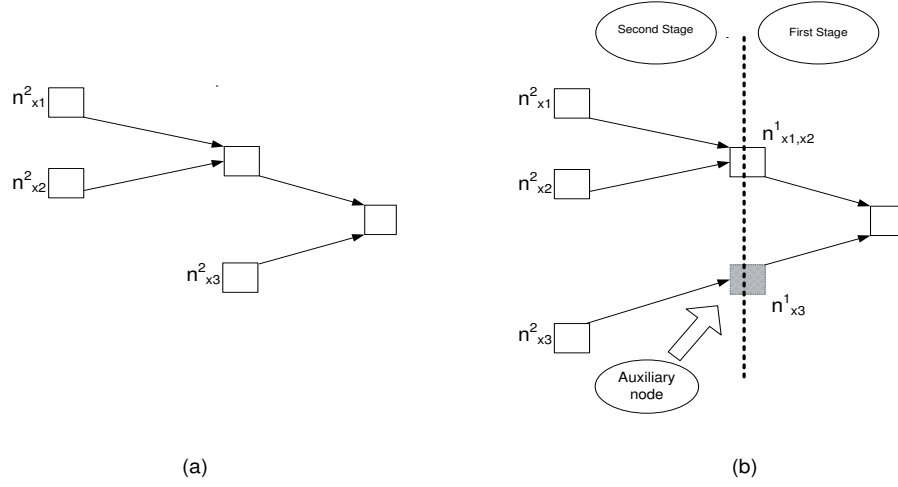 n²ₓ₁
n²ₓ₂
n²ₓ₃
(a)
Second Stage
First Stage
n²ₓ₁
n¹ₓ₁,ₓ₂
n²ₓ₂
n¹ₓ₃
n²ₓ₃
Auxiliary
node
(b)